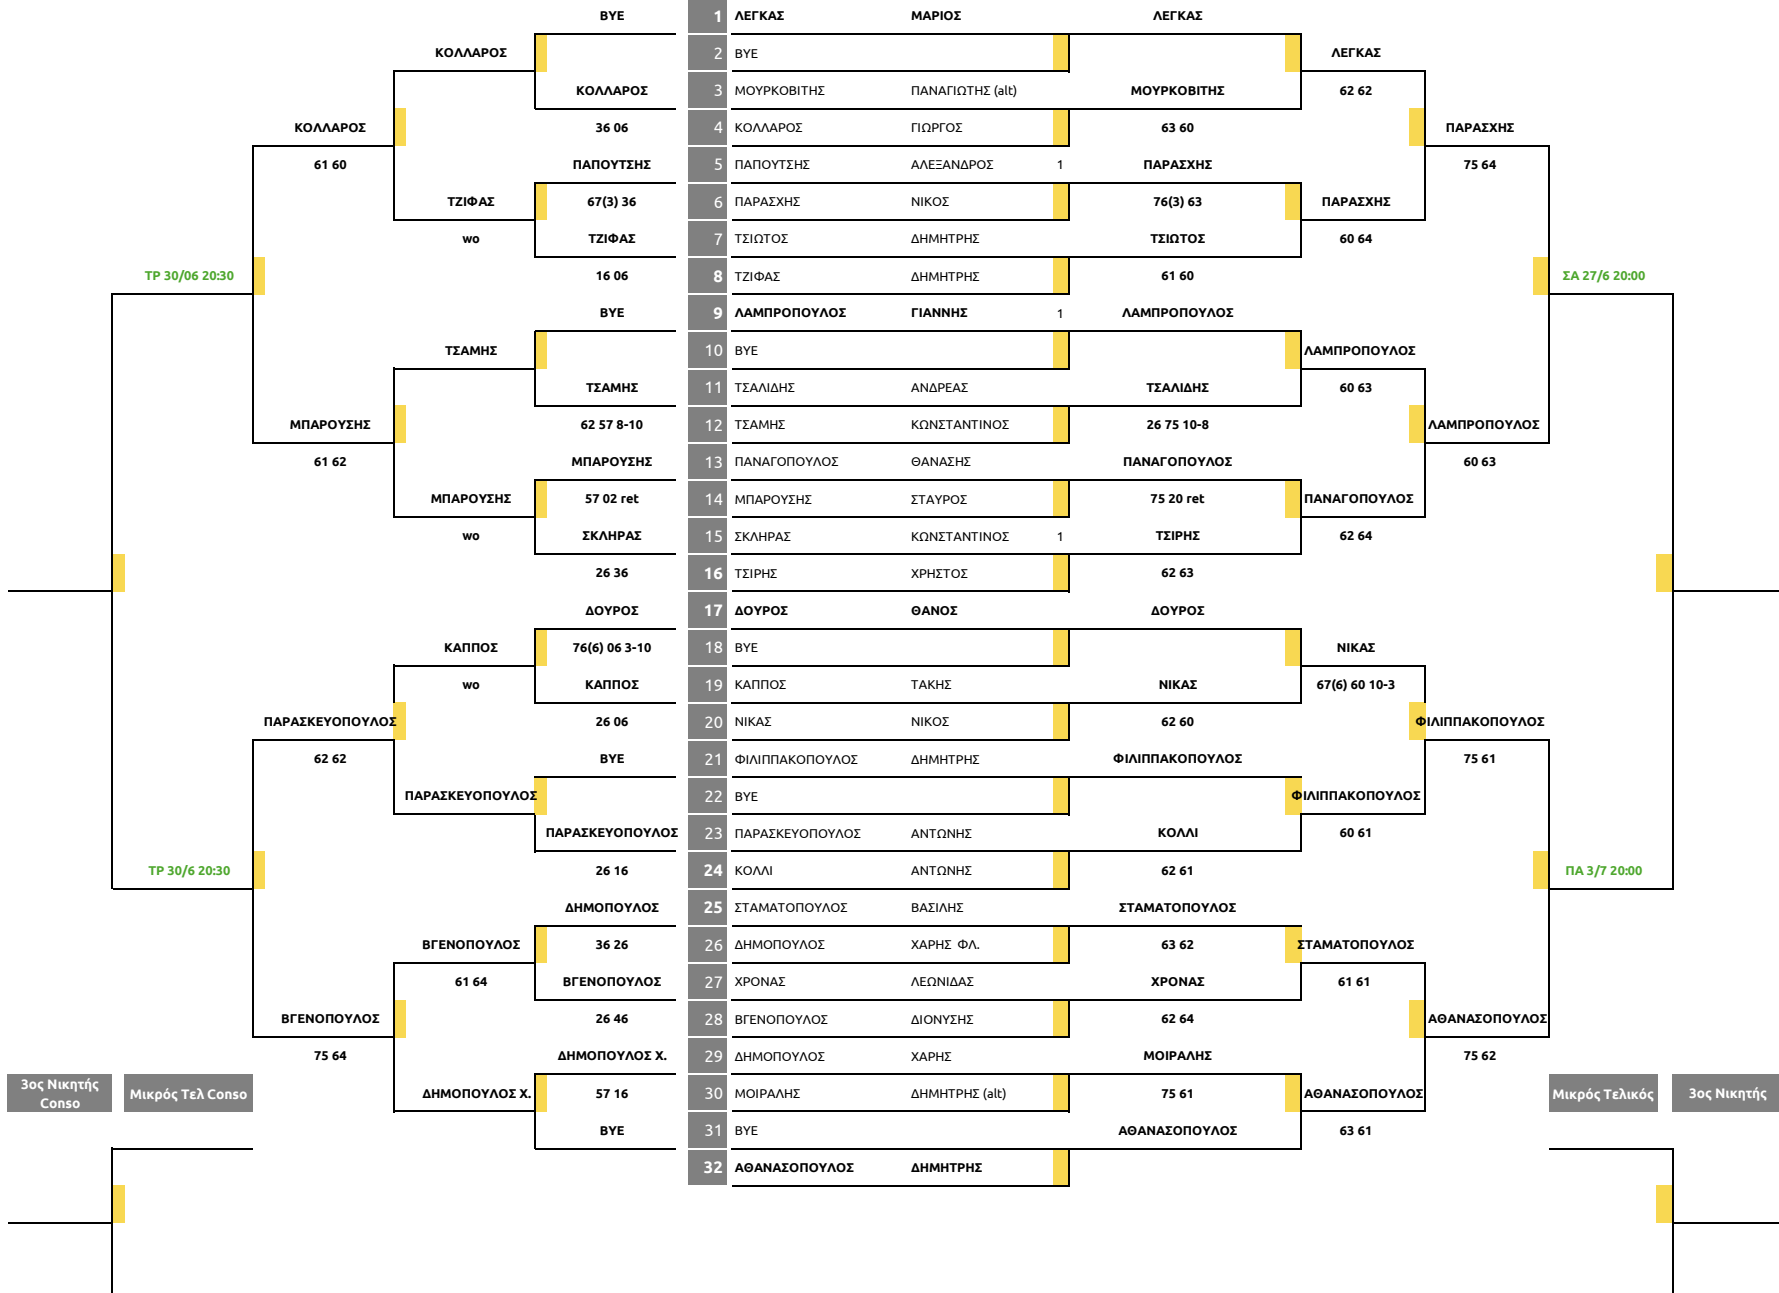 BYE 1 ΛΕΓΚΑΣ ΜΑΡΙΟΣ ΛΕΓΚΑΣ
ΚΟΛΛΑΡΟΣ 2 BYE ΛΕΓΚΑΣ
ΚΟΛΛΑΡΟΣ 3 ΜΟΥΡΚΟΒΙΤΗΣ ΠΑΝΑΓΙΩΤΗΣ (alt) ΜΟΥΡΚΟΒΙΤΗΣ 62 62
ΚΟΛΛΑΡΟΣ 36 06 4 ΚΟΛΛΑΡΟΣ ΓΙΩΡΓΟΣ 63 60 ΠΑΡΑΣΧΗΣ
61 60 ΠΑΠΟΥΤΣΗΣ 5 ΠΑΠΟΥΤΣΗΣ ΑΛΕΞΑΝΔΡΟΣ 1 ΠΑΡΑΣΧΗΣ 75 64
ΤΖΙΦΑΣ 67(3) 36 6 ΠΑΡΑΣΧΗΣ ΝΙΚΟΣ 76(3) 63 ΠΑΡΑΣΧΗΣ
wo ΤΖΙΦΑΣ 7 ΤΣΙΩΤΟΣ ΔΗΜΗΤΡΗΣ ΤΣΙΩΤΟΣ 60 64
ΤΡ 30/06 20:30 16 06 8 ΤΖΙΦΑΣ ΔΗΜΗΤΡΗΣ 61 60 ΣΑ 27/6 20:00
BYE 9 ΛΑΜΠΡΟΠΟΥΛΟΣ ΓΙΑΝΝΗΣ 1 ΛΑΜΠΡΟΠΟΥΛΟΣ
ΤΣΑΜΗΣ 10 BYE ΛΑΜΠΡΟΠΟΥΛΟΣ
ΤΣΑΜΗΣ 11 ΤΣΑΛΙΔΗΣ ΑΝΔΡΕΑΣ ΤΣΑΛΙΔΗΣ 60 63
ΜΠΑΡΟΥΣΗΣ 62 57 8-10 12 ΤΣΑΜΗΣ ΚΩΝΣΤΑΝΤΙΝΟΣ 26 75 10-8 ΛΑΜΠΡΟΠΟΥΛΟΣ
61 62 ΜΠΑΡΟΥΣΗΣ 13 ΠΑΝΑΓΟΠΟΥΛΟΣ ΘΑΝΑΣΗΣ ΠΑΝΑΓΟΠΟΥΛΟΣ 60 63
ΜΠΑΡΟΥΣΗΣ 57 02 ret 14 ΜΠΑΡΟΥΣΗΣ ΣΤΑΥΡΟΣ 75 20 ret ΠΑΝΑΓΟΠΟΥΛΟΣ
wo ΣΚΛΗΡΑΣ 15 ΣΚΛΗΡΑΣ ΚΩΝΣΤΑΝΤΙΝΟΣ 1 ΤΣΙΡΗΣ 62 64
26 36 16 ΤΣΙΡΗΣ ΧΡΗΣΤΟΣ 62 63
ΔΟΥΡΟΣ 17 ΔΟΥΡΟΣ ΘΑΝΟΣ ΔΟΥΡΟΣ
ΚΑΠΠΟΣ 76(6) 06 3-10 18 BYE ΝΙΚΑΣ
wo ΚΑΠΠΟΣ 19 ΚΑΠΠΟΣ ΤΑΚΗΣ ΝΙΚΑΣ 67(6) 60 10-3
ΠΑΡΑΣΚΕΥΟΠΟΥΛΟΣ 26 06 20 ΝΙΚΑΣ ΝΙΚΟΣ 62 60 ΦΙΛΙΠΠΑΚΟΠΟΥΛΟΣ
62 62 BYE 21 ΦΙΛΙΠΠΑΚΟΠΟΥΛΟΣ ΔΗΜΗΤΡΗΣ ΦΙΛΙΠΠΑΚΟΠΟΥΛΟΣ 75 61
ΠΑΡΑΣΚΕΥΟΠΟΥΛΟΣ 22 BYE ΦΙΛΙΠΠΑΚΟΠΟΥΛΟΣ
ΠΑΡΑΣΚΕΥΟΠΟΥΛΟΣ 23 ΠΑΡΑΣΚΕΥΟΠΟΥΛΟΣ ΑΝΤΩΝΗΣ ΚΟΛΛΙ 60 61
ΤΡ 30/6 20:30 26 16 24 ΚΟΛΛΙ ΑΝΤΩΝΗΣ 62 61 ΠΑ 3/7 20:00
ΔΗΜΟΠΟΥΛΟΣ 25 ΣΤΑΜΑΤΟΠΟΥΛΟΣ ΒΑΣΙΛΗΣ ΣΤΑΜΑΤΟΠΟΥΛΟΣ
ΒΓΕΝΟΠΟΥΛΟΣ 36 26 26 ΔΗΜΟΠΟΥΛΟΣ ΧΑΡΗΣ ΦΛ. 63 62 ΣΤΑΜΑΤΟΠΟΥΛΟΣ
61 64 ΒΓΕΝΟΠΟΥΛΟΣ 27 ΧΡΟΝΑΣ ΛΕΩΝΙΔΑΣ ΧΡΟΝΑΣ 61 61
ΒΓΕΝΟΠΟΥΛΟΣ 26 46 28 ΒΓΕΝΟΠΟΥΛΟΣ ΔΙΟΝΥΣΗΣ 62 64 ΑΘΑΝΑΣΟΠΟΥΛΟΣ
75 64 ΔΗΜΟΠΟΥΛΟΣ Χ. 29 ΔΗΜΟΠΟΥΛΟΣ ΧΑΡΗΣ ΜΟΙΡΑΛΗΣ 75 62
3ος Νικητής Conso Μικρός Τελ Conso ΔΗΜΟΠΟΥΛΟΣ Χ. 57 16 30 ΜΟΙΡΑΛΗΣ ΔΗΜΗΤΡΗΣ (alt) 75 61 ΑΘΑΝΑΣΟΠΟΥΛΟΣ Μικρός Τελικός 3ος Νικητής
BYE 31 BYE ΑΘΑΝΑΣΟΠΟΥΛΟΣ 63 61
32 ΑΘΑΝΑΣΟΠΟΥΛΟΣ ΔΗΜΗΤΡΗΣ